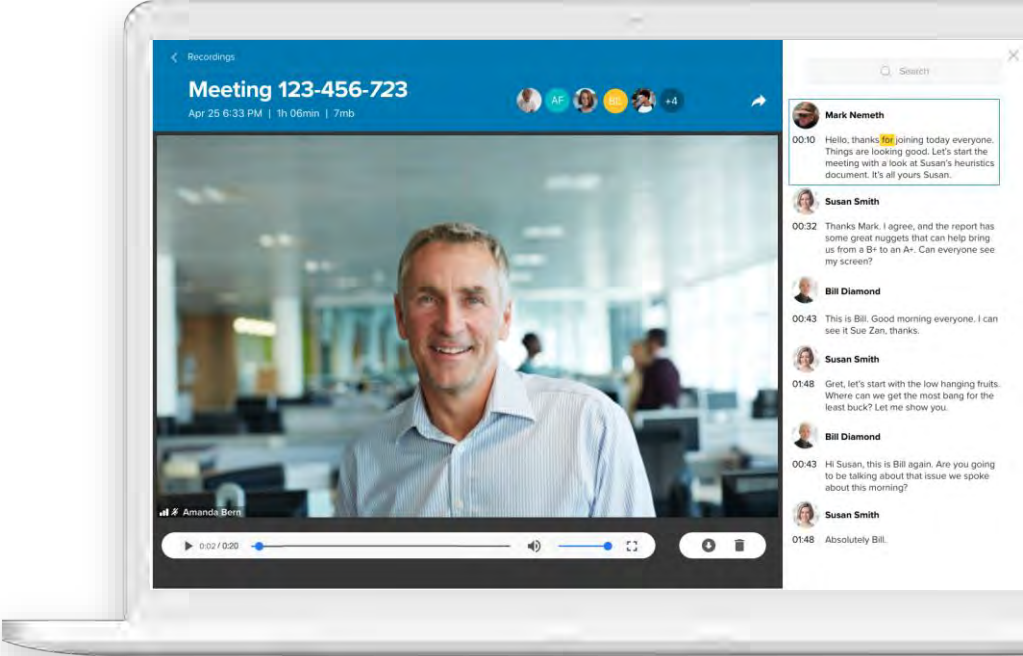 Recordings
Meeting 123-456-723
Apr 25 6:33 PM | 1h 06min | 7mb
AF
BE
+4
Amanda Bern
0:02 / 0:20
Search
Mark Nemeth
00:10 Hello, thanks for joining today everyone.
Things are looking good. Let's start the
meeting with a look at Susan's heuristics
document. It's all yours Susan.
Susan Smith
00:32 Thanks Mark. I agree, and the report has
some great nuggets that can help bring
us from a B+ to an A+. Can everyone see
my screen?
Bill Diamond
00:43 This is Bill. Good morning everyone. I can
see it Sue Zan, thanks.
Susan Smith
01:48 Gret, let's start with the low hanging fruits.
Where can we get the most bang for the
least buck? Let me show you.
Bill Diamond
00:43 Hi Susan, this is Bill again. Are you going
to be talking about that issue we spoke
about this morning?
Susan Smith
01:48 Absolutely Bill.